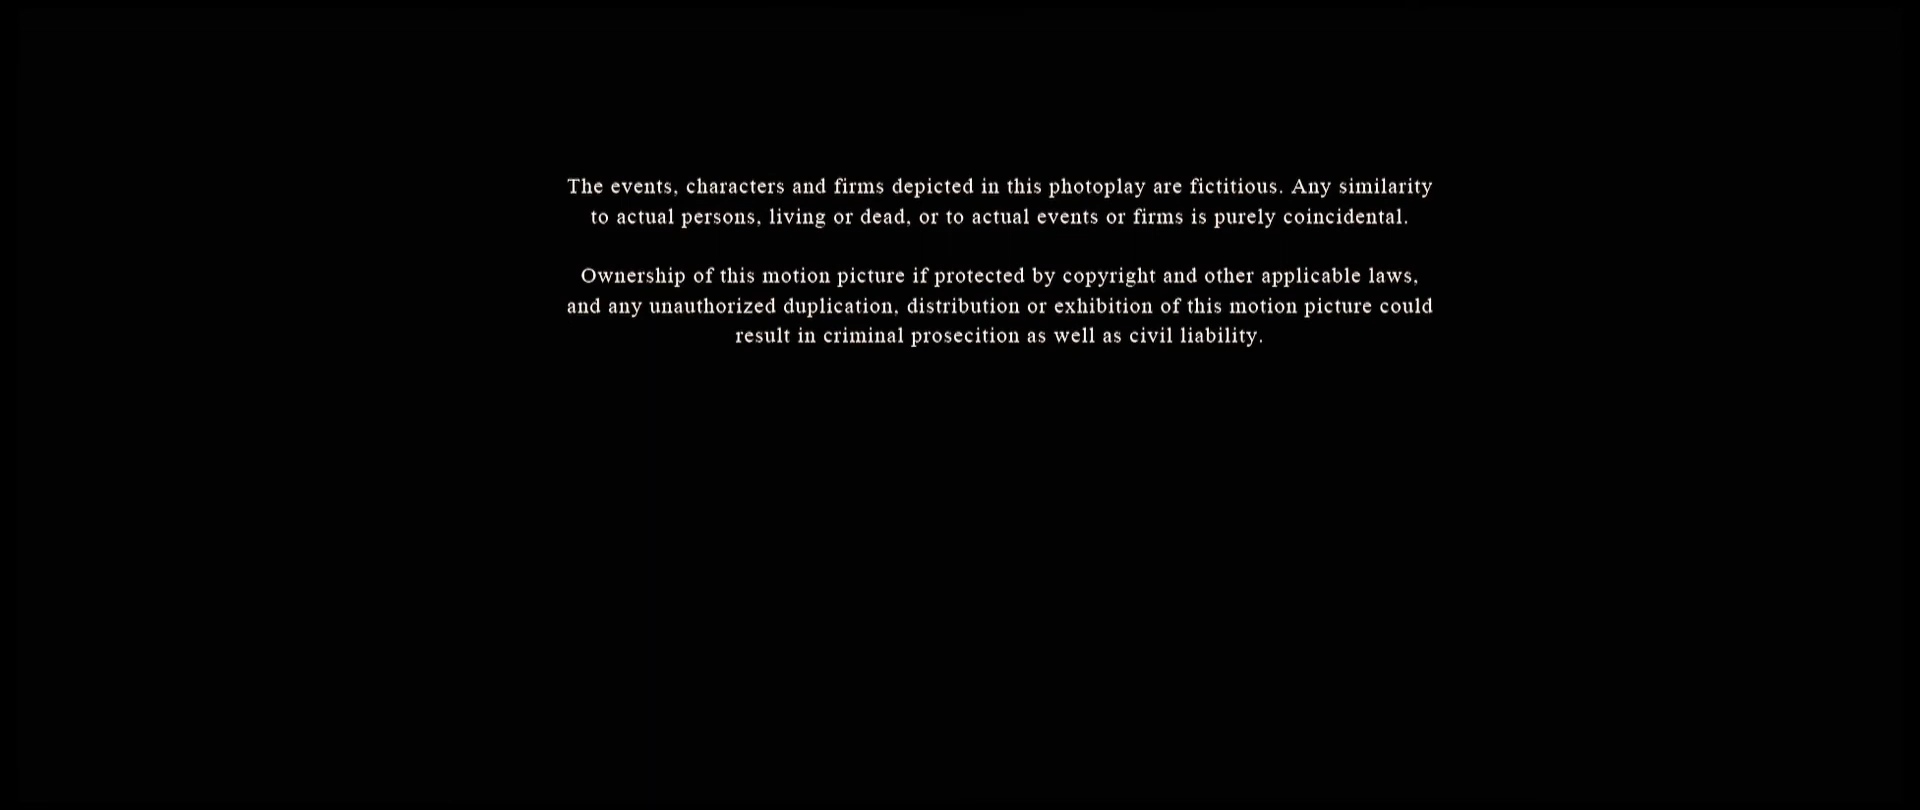 The events, characters and firms depicted in this photoplay are fictitious. Any similarity
to actual persons, living or dead, or to actual events or firms is purely coincidental.
Ownership of this motion picture if protected by copyright and other applicable laws,
and any unauthorized duplication, distribution or exhibition of this motion picture could
result in criminal prosecition as well as civil liability.